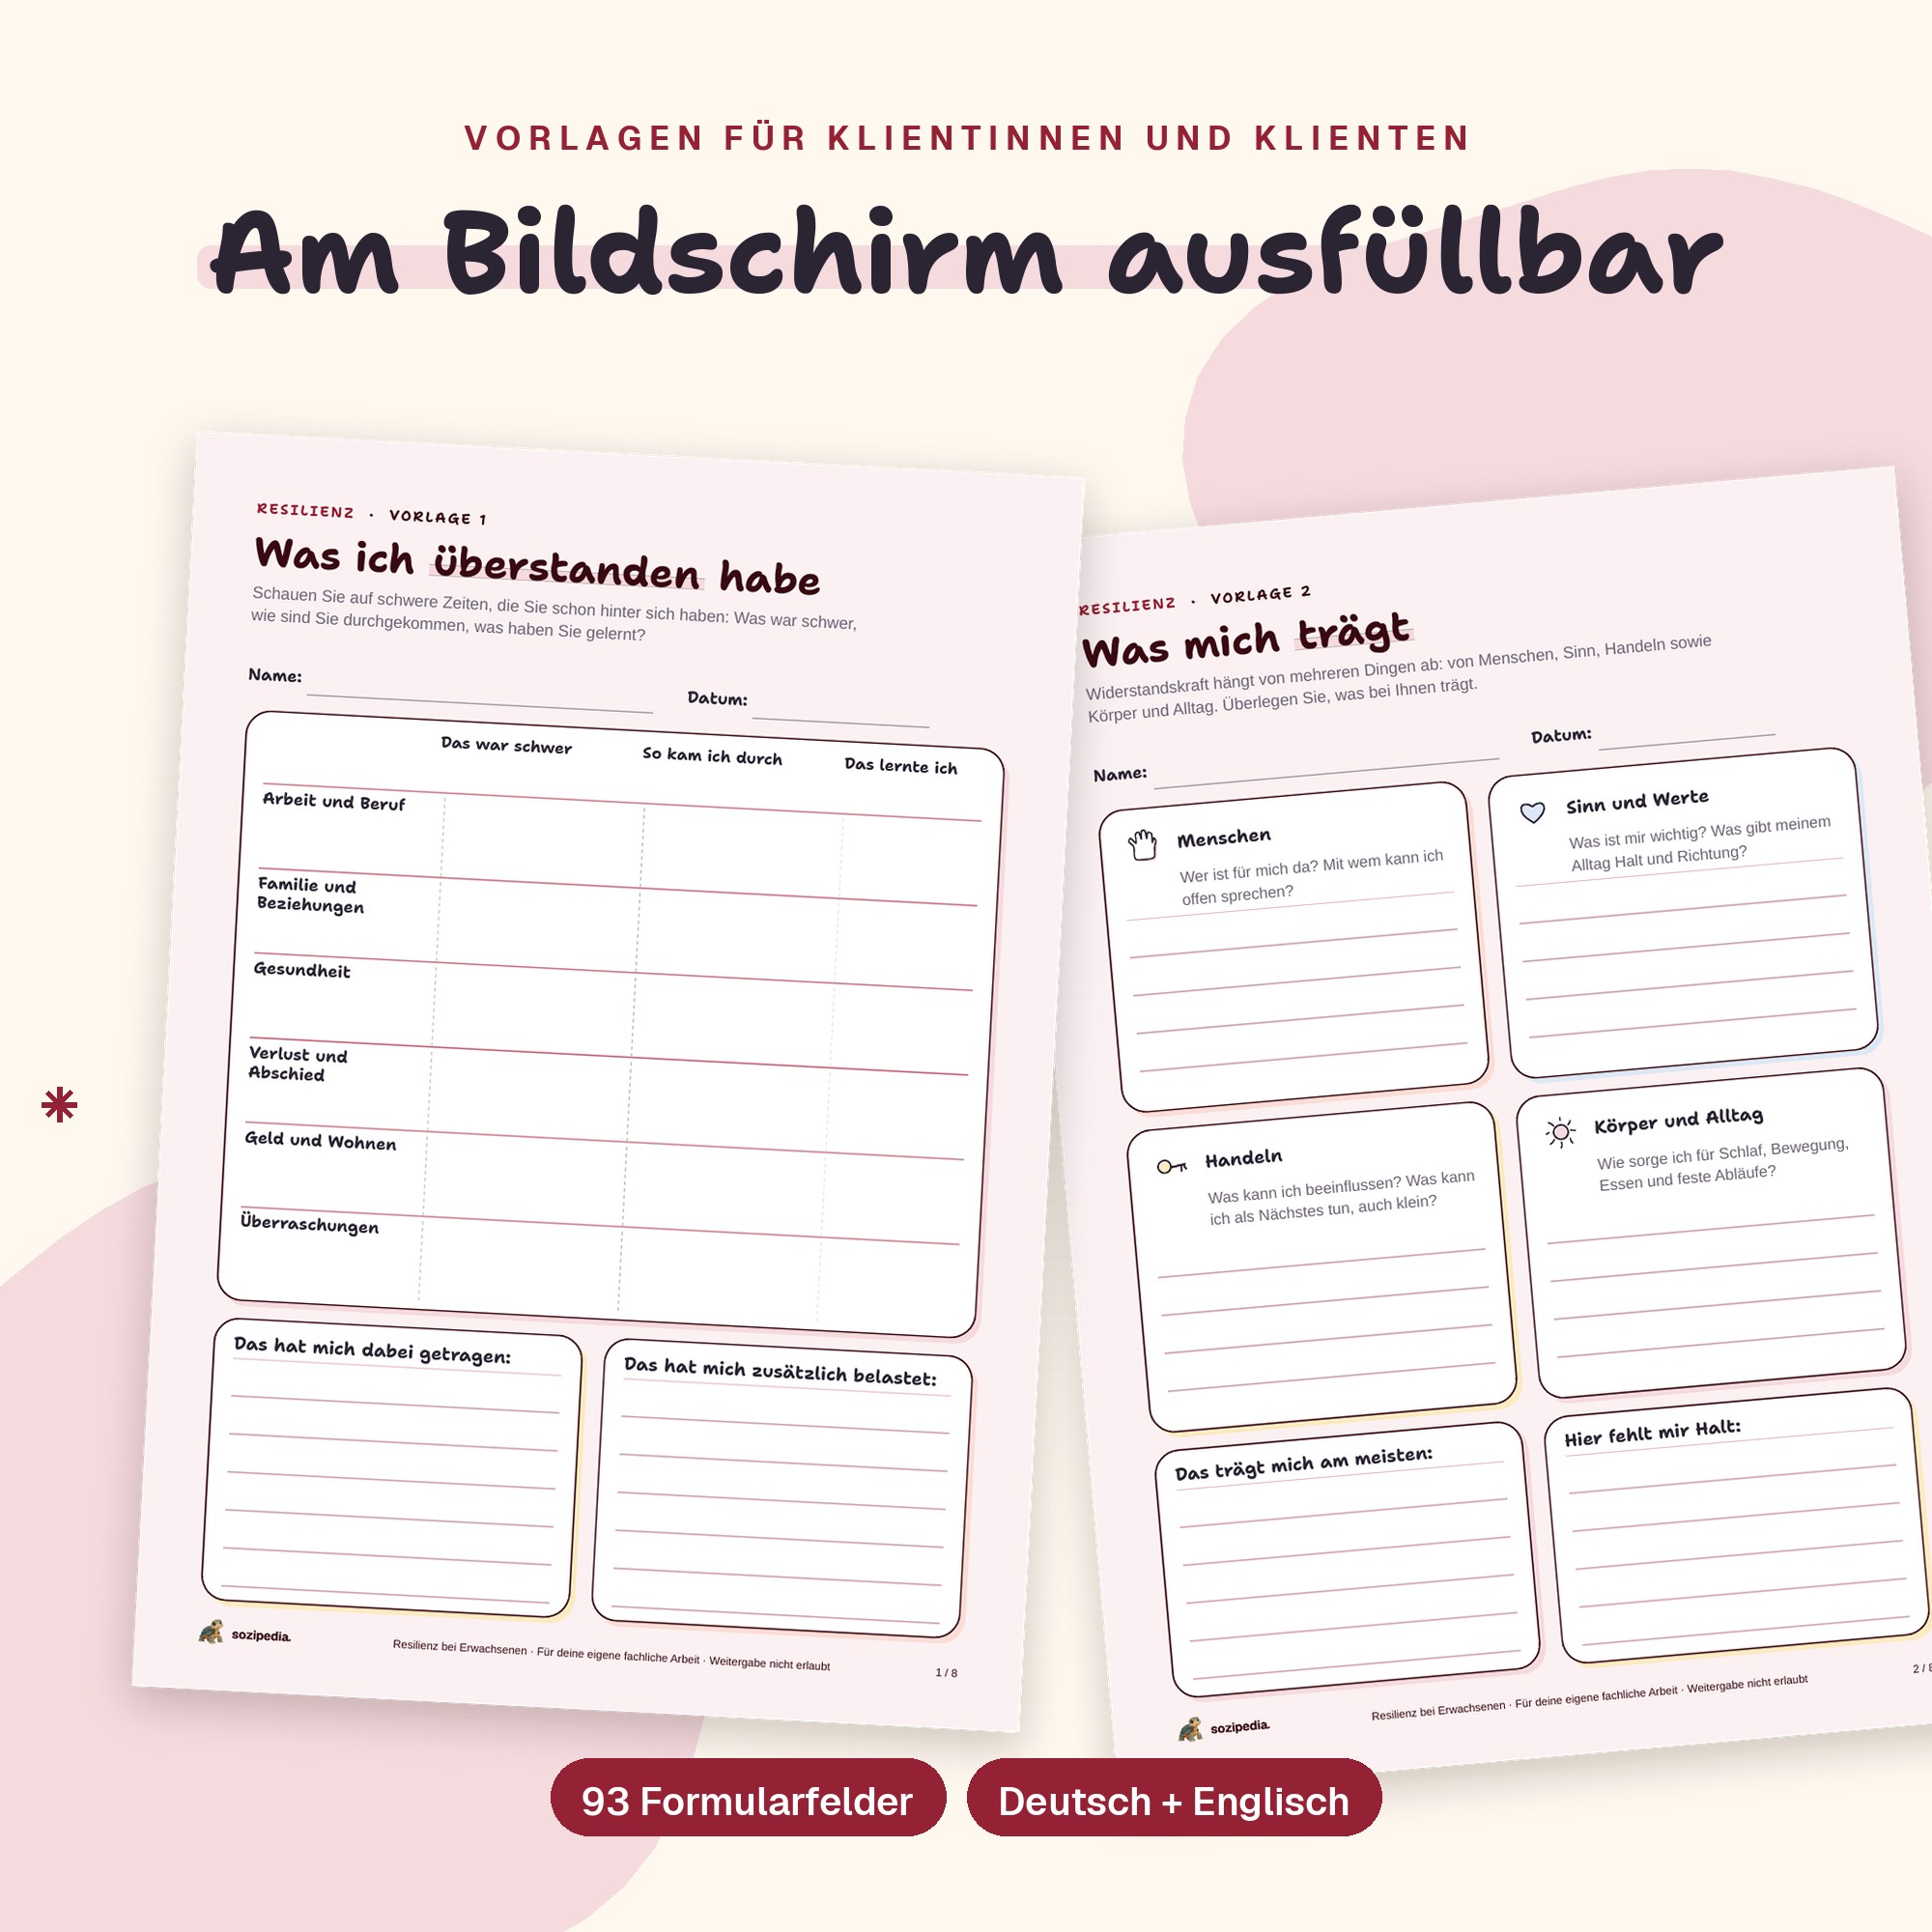 VORLAGEN FÜR KLIENTINNEN UND KLIENTEN
Am Bildschirm ausfüllbar
RESILIENZ · VORLAGE 1
Was ich überstanden habe
Schauen Sie auf schwere Zeiten, die Sie schon hinter sich haben: Was war schwer,
wie sind Sie durchgekommen, was haben Sie gelernt?
Name:
Datum:
Das war schwer
So kam ich durch
Das lernte ich
Arbeit und Beruf
Familie und
Beziehungen
Gesundheit
Verlust und
Abschied
Geld und Wohnen
Überraschungen
Das hat mich dabei getragen:
Das hat mich zusätzlich belastet:
sozipedia.
Resilienz bei Erwachsenen · Für deine eigene fachliche Arbeit · Weitergabe nicht erlaubt
1 / 8
RESILIENZ · VORLAGE 2
Was mich trägt
Widerstandskraft hängt von mehreren Dingen ab: von Menschen, Sinn, Handeln sowie
Körper und Alltag. Überlegen Sie, was bei Ihnen trägt.
Name:
Datum:
Menschen
Wer ist für mich da? Mit wem kann ich
offen sprechen?
Sinn und Werte
Was ist mir wichtig? Was gibt meinem
Alltag Halt und Richtung?
Handeln
Was kann ich beeinflussen? Was kann
ich als Nächstes tun, auch klein?
Körper und Alltag
Wie sorge ich für Schlaf, Bewegung,
Essen und feste Abläufe?
Das trägt mich am meisten:
Hier fehlt mir Halt:
sozipedia.
Resilienz bei Erwachsenen · Für deine eigene fachliche Arbeit · Weitergabe nicht erlaubt
2 / 8
93 Formularfelder
Deutsch + Englisch